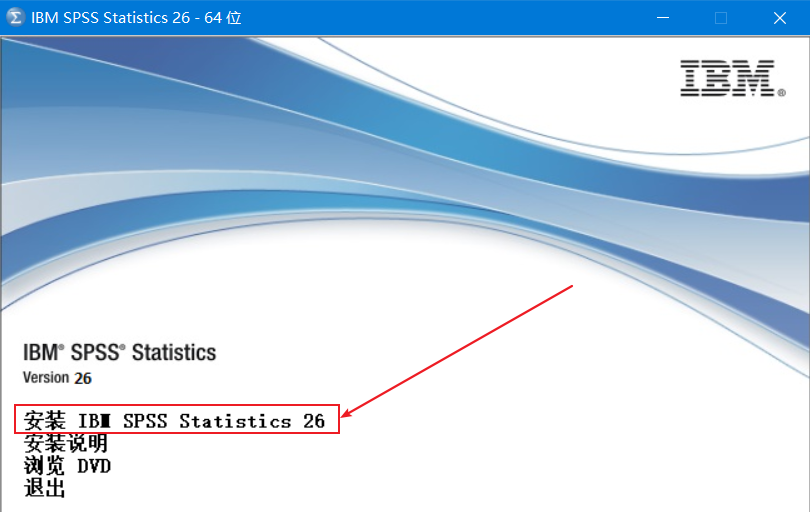 IBM SPSS Statistics 26 - 64 位
IBM®
IBM® SPSS® Statistics
Version 26
安装 IBM SPSS Statistics 26
安装说明
浏览 DVD
退出